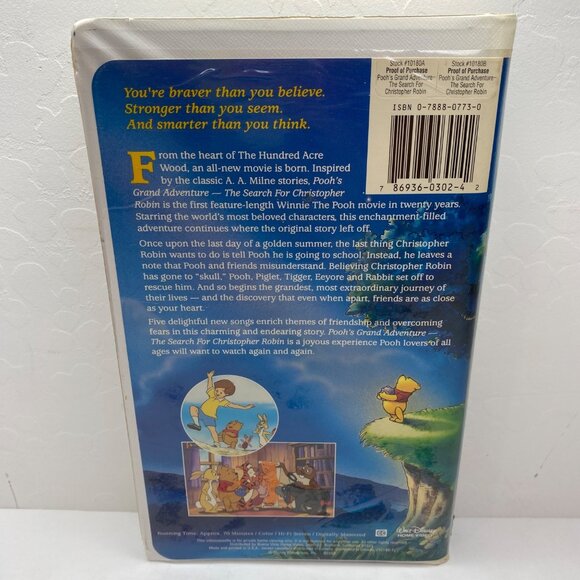 Stock #10180A
Proof of Purchase
Pooh's Grand Adventure
The Search For
Christopher Robin
Stock #10180B
Proof of Purchase
Pooh's Grand Adventure
The Search For
Christopher Robin
ISBN 0-7888-0773-0
7 86936-0302-4 2
You're braver than you believe.
Stronger than you seem.
And smarter than you think.
From the heart of The Hundred Acre
Wood, an all-new movie is born. Inspired
by the classic A. A. Milne stories, Pooh's
Grand Adventure — The Search For Christopher
Robin is the first feature-length Winnie The Pooh movie in twenty years.
Starring the world's most beloved characters, this enchantment-filled
adventure continues where the original story left off.
Once upon the last day of a golden summer, the last thing Christopher
Robin wants to do is tell Pooh he is going to school. Instead, he leaves a
note that Pooh and friends misunderstand. Believing Christopher Robin
has gone to "skull," Pooh, Piglet, Tigger, Eeyore and Rabbit set off to
rescue him. And so begins the grandest, most extraordinary journey of
their lives — and the discovery that even when apart, friends are as close
as your heart.
Five delightful new songs enrich themes of friendship and overcoming
fears in this charming and endearing story. Pooh's Grand Adventure —
The Search For Christopher Robin is a joyous experience Pooh lovers of all
ages will want to watch again and again.
Running Time: Approx. 76 Minutes / Color / Hi-Fi Stereo / Digitally Mastered
Walt Disney
HOME VIDEO